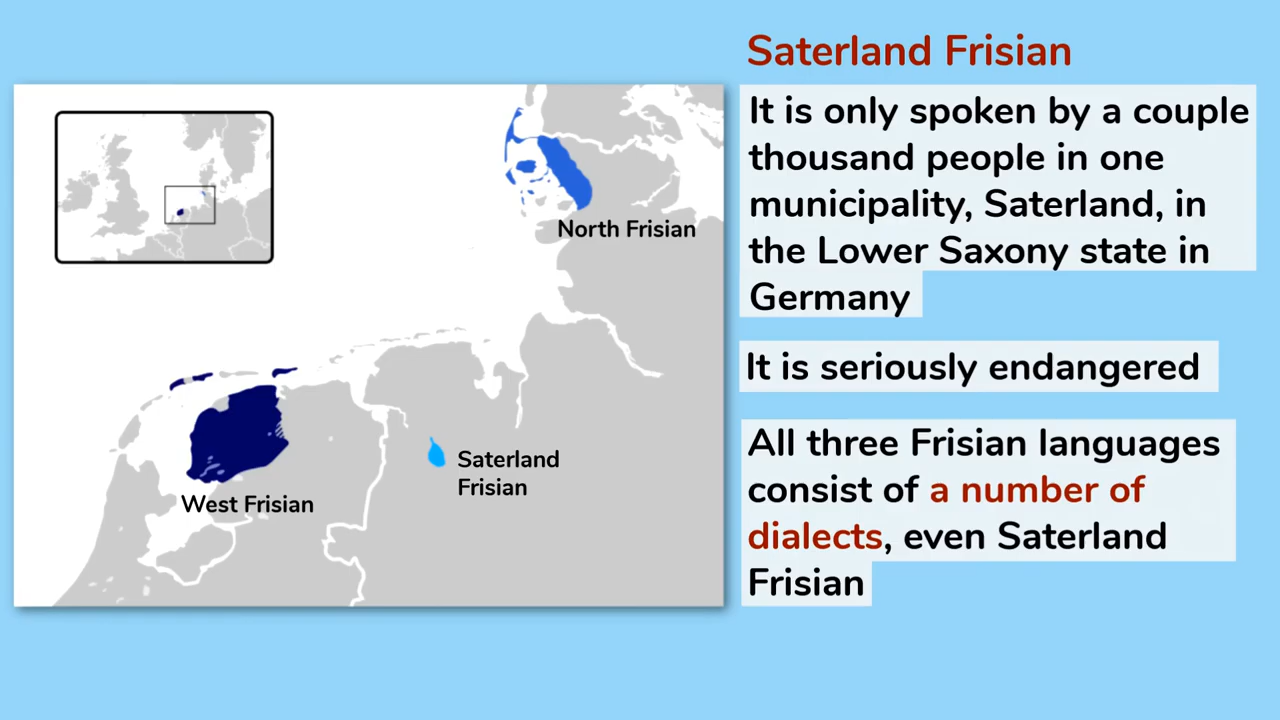 Saterland Frisian
It is only spoken by a couple
thousand people in one
municipality, Saterland, in
the Lower Saxony state in
Germany
It is seriously endangered
All three Frisian languages
consist of a number of
dialects, even Saterland
Frisian
North Frisian
Saterland
Frisian
West Frisian